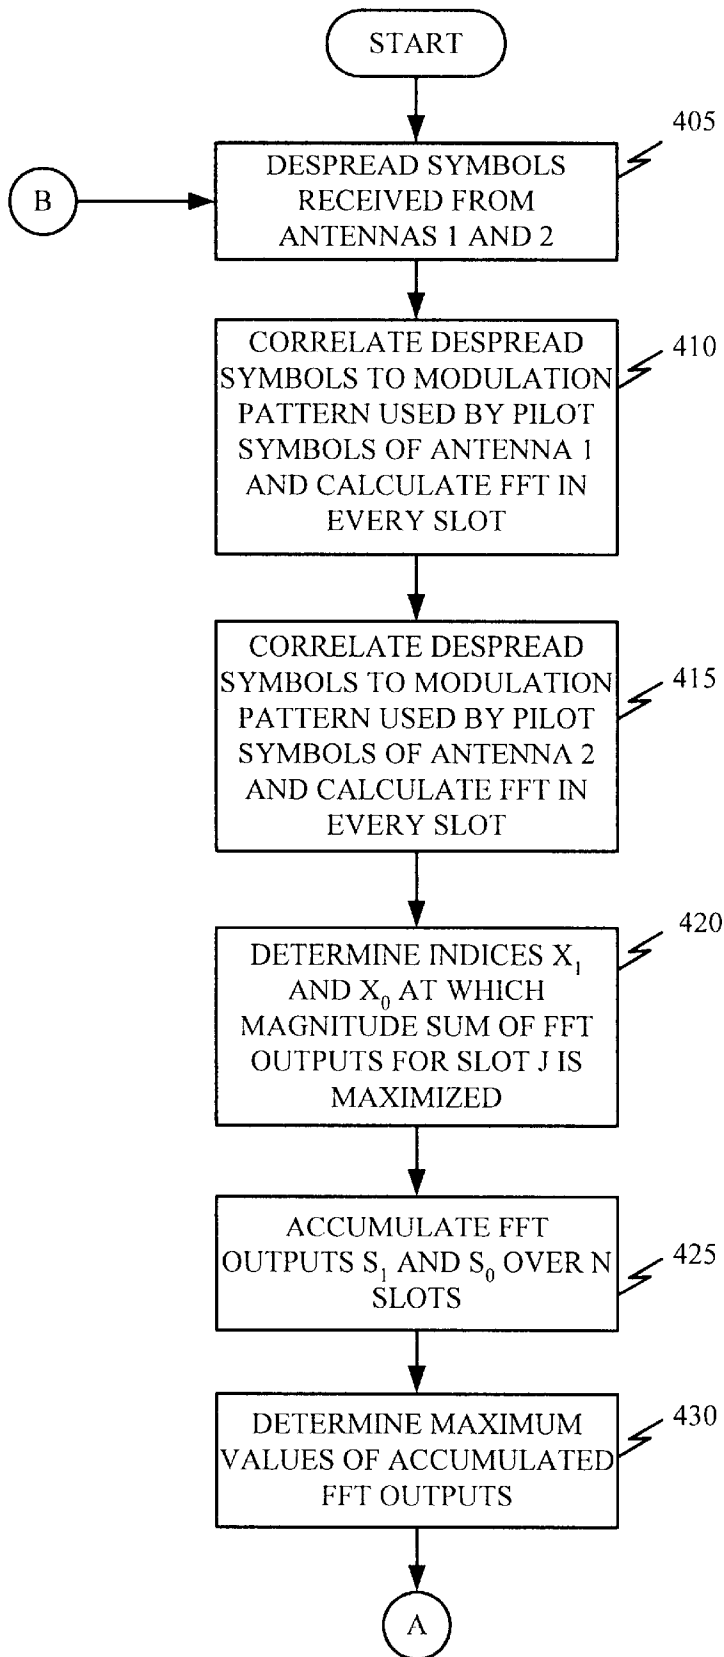 START
405
B
DESPREAD SYMBOLS
RECEIVED FROM
ANTENNAS 1 AND 2
410
CORRELATE DESPREAD
SYMBOLS TO MODULATION
PATTERN USED BY PILOT
SYMBOLS OF ANTENNA 1
AND CALCULATE FFT IN
EVERY SLOT
415
CORRELATE DESPREAD
SYMBOLS TO MODULATION
PATTERN USED BY PILOT
SYMBOLS OF ANTENNA 2
AND CALCULATE FFT IN
EVERY SLOT
420
DETERMINE INDICES X₁
AND X₀ AT WHICH
MAGNITUDE SUM OF FFT
OUTPUTS FOR SLOT J IS
MAXIMIZED
425
ACCUMULATE FFT
OUTPUTS S₁ AND S₀ OVER N
SLOTS
430
DETERMINE MAXIMUM
VALUES OF ACCUMULATED
FFT OUTPUTS
A